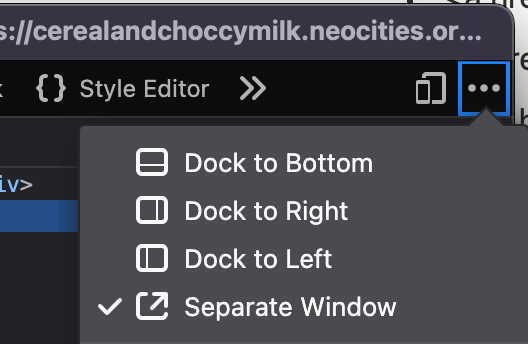 s://cerealandchoccymilk.neocities.or...
Style Editor
iv>
Dock to Bottom
Dock to Right
Dock to Left
Separate Window